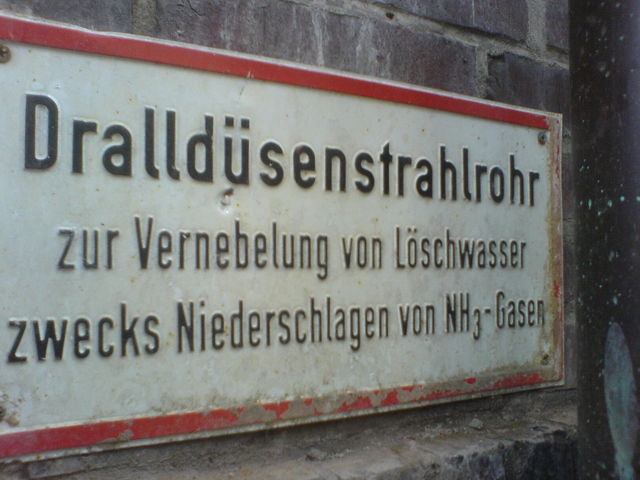 Dralldüsenstrahlrohr
zur Vernebelung von Löschwasser
zwecks Niederschlagen von NH3-Gasen